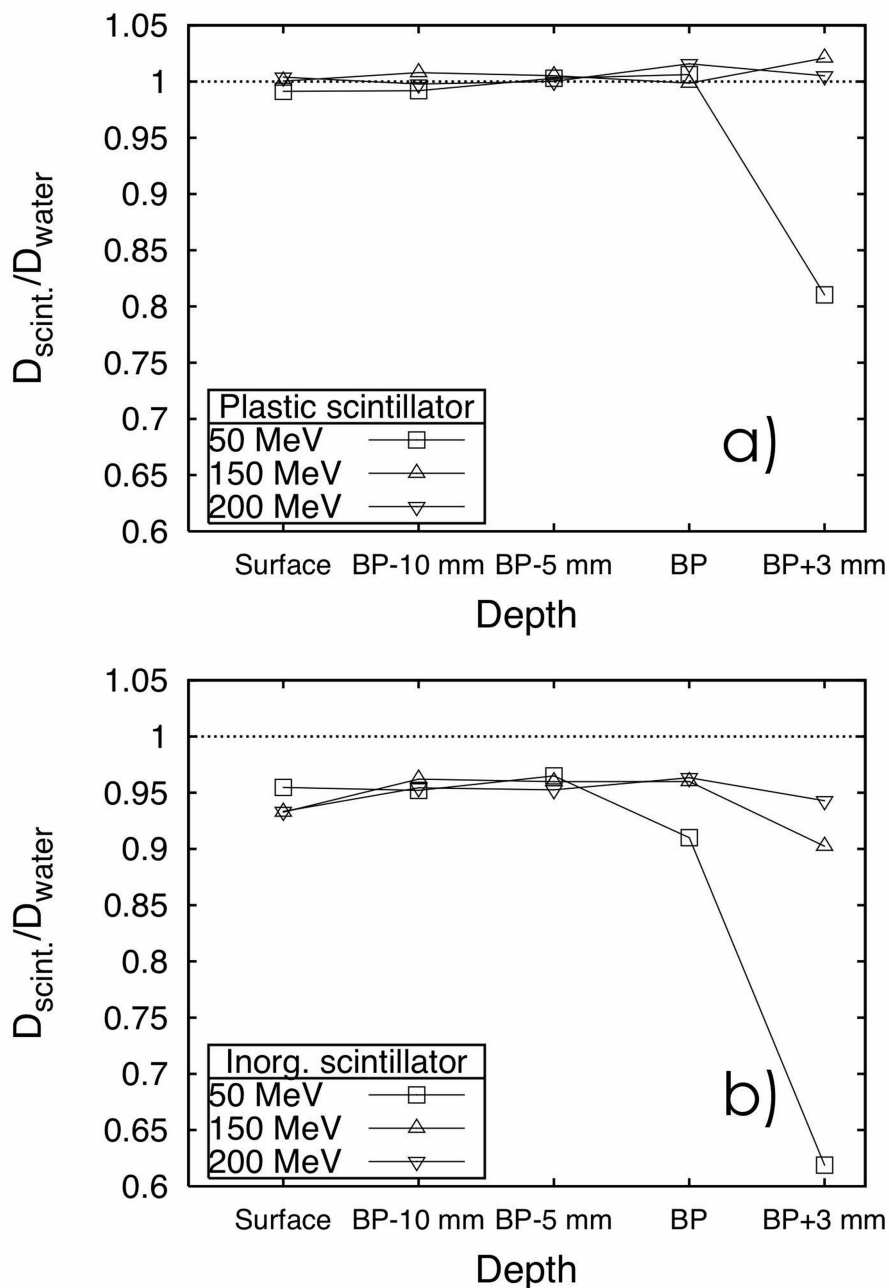 1.05
1
0.95
0.9
0.85
0.8
0.75
0.7
0.65
0.6
Dscint./Dwater
Plastic scintillator
50 MeV
150 MeV
200 MeV
a)
Surface BP-10 mm BP-5 mm BP BP+3 mm
Depth
1.05
1
0.95
0.9
0.85
0.8
0.75
0.7
0.65
0.6
Dscint./Dwater
Inorg. scintillator
50 MeV
150 MeV
200 MeV
b)
Surface BP-10 mm BP-5 mm BP BP+3 mm
Depth